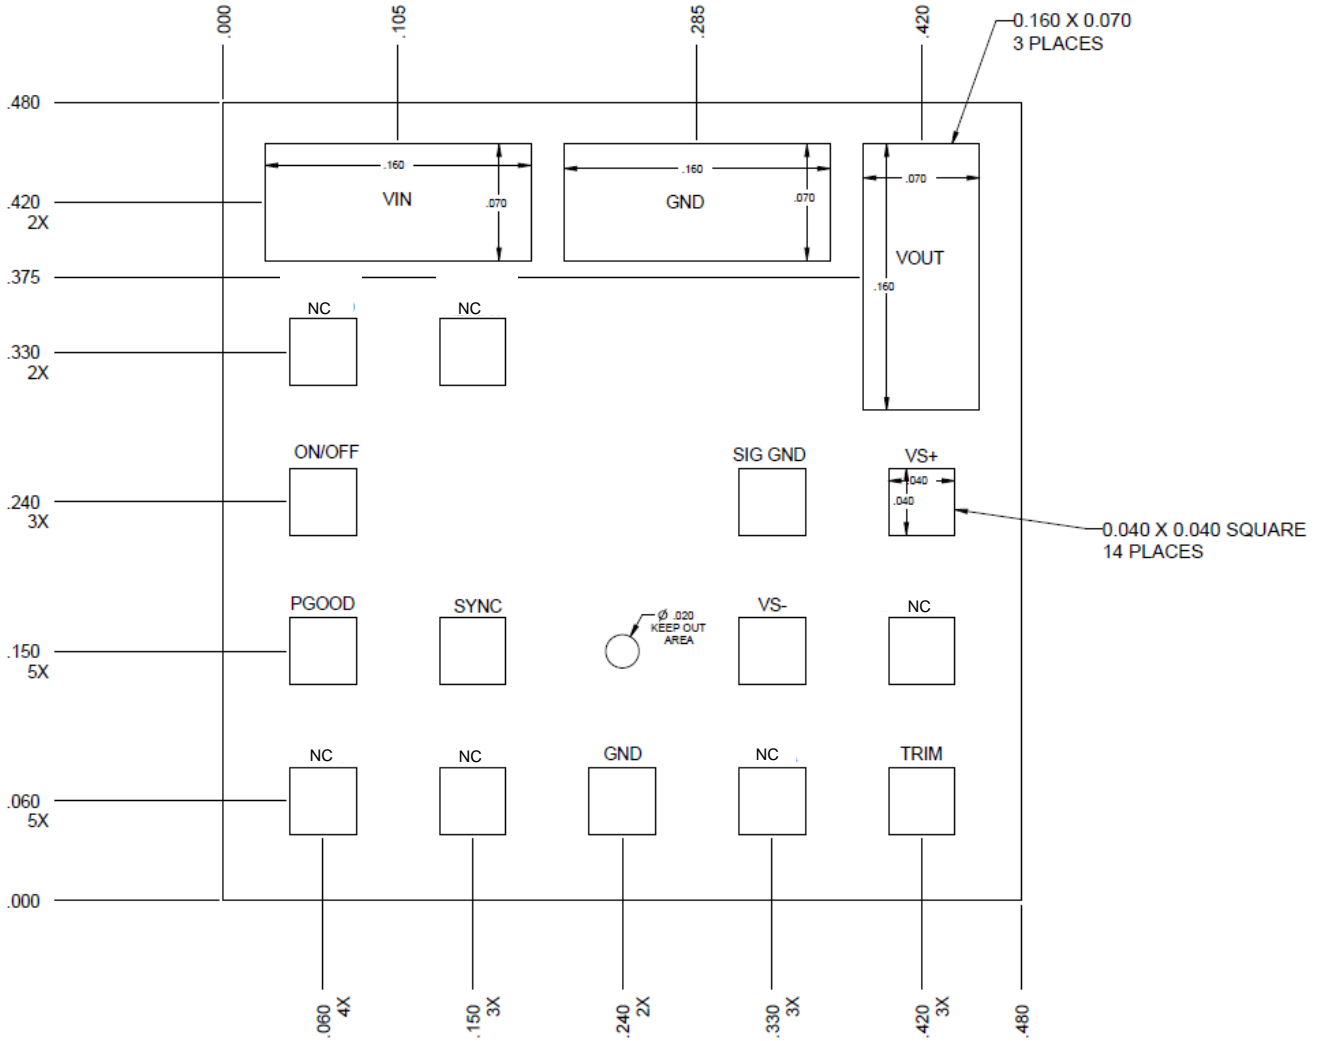 .000
.105
.285
.420
0.160 X 0.070
3 PLACES
.480
.160
.160
.070
VIN
GND
.420
2X
.070
.070
VOUT
.375
.160
NC
NC
.330
2X
ON/OFF
SIG GND
VS+
.040
.040
.240
3X
0.040 X 0.040 SQUARE
14 PLACES
PGOOD
SYNC
Ø .020
KEEP OUT
AREA
VS-
NC
.150
5X
NC
NC
GND
NC
TRIM
.060
5X
.000
.060 4X
.150 3X
.240 2X
.330 3X
.420 3X
.480